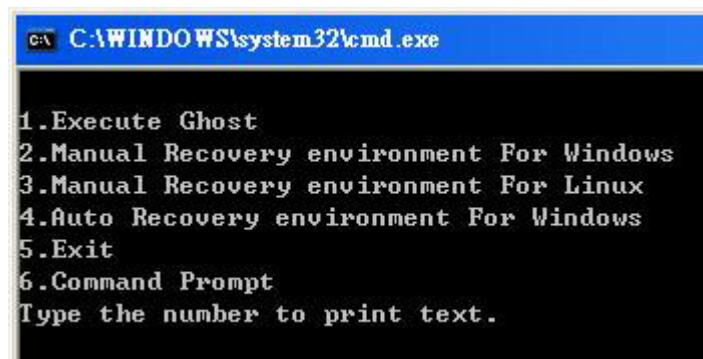 C:\WINDOWS\system32\cmd.exe
1.Execute Ghost
2.Manual Recovery environment For Windows
3.Manual Recovery environment For Linux
4.Auto Recovery environment For Windows
5.Exit
6.Command Prompt
Type the number to print text.